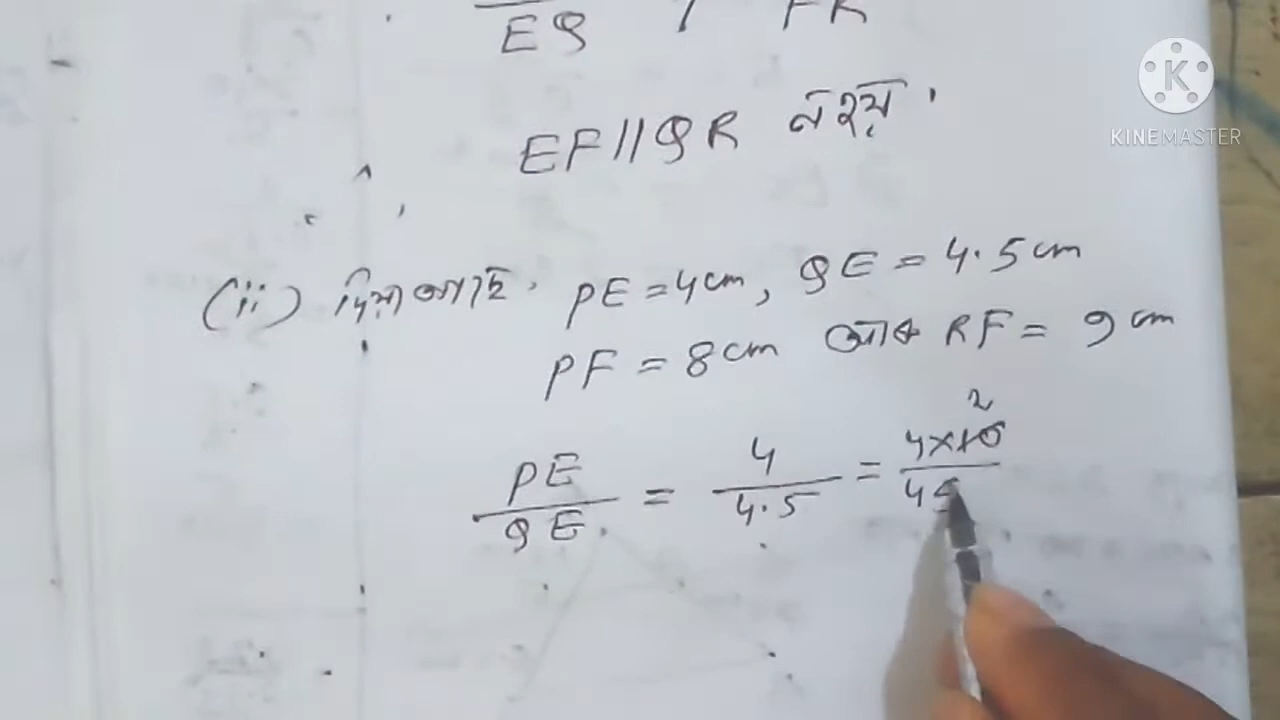 EQ FR
EF || QR নহয়.
(ii) দিয়া আছে. PE = 4 cm, QE = 4.5 cm
PF = 8 cm আৰু RF = 9 cm
PE/QE = 4/4.5 = 4×10/45
2
KINEMASTER